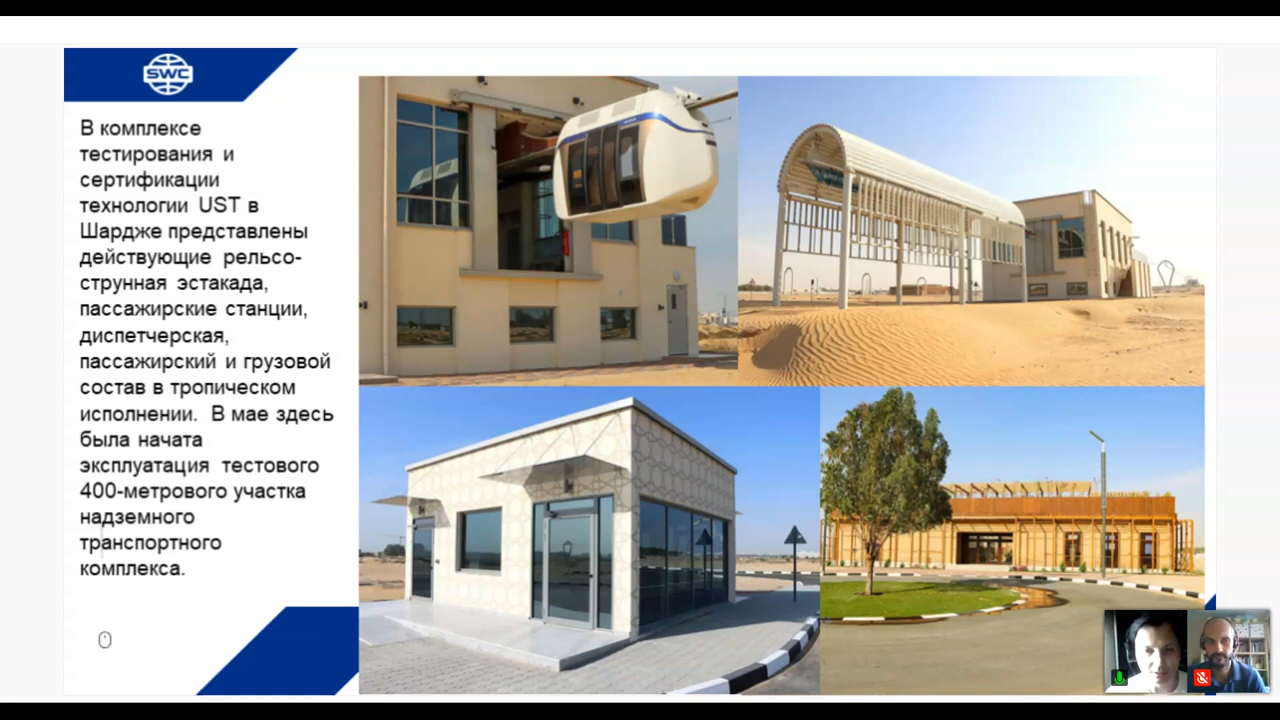 SWC
В комплексе
тестирования и
сертификации
технологии UST в
Шардже представлены
действующие рельсо-
струнная эстакада,
пассажирские станции,
диспетчерская,
пассажирский и грузовой
состав в тропическом
исполнении. В мае здесь
была начата
эксплуатация тестового
400-метрового участка
надземного
транспортного
комплекса.